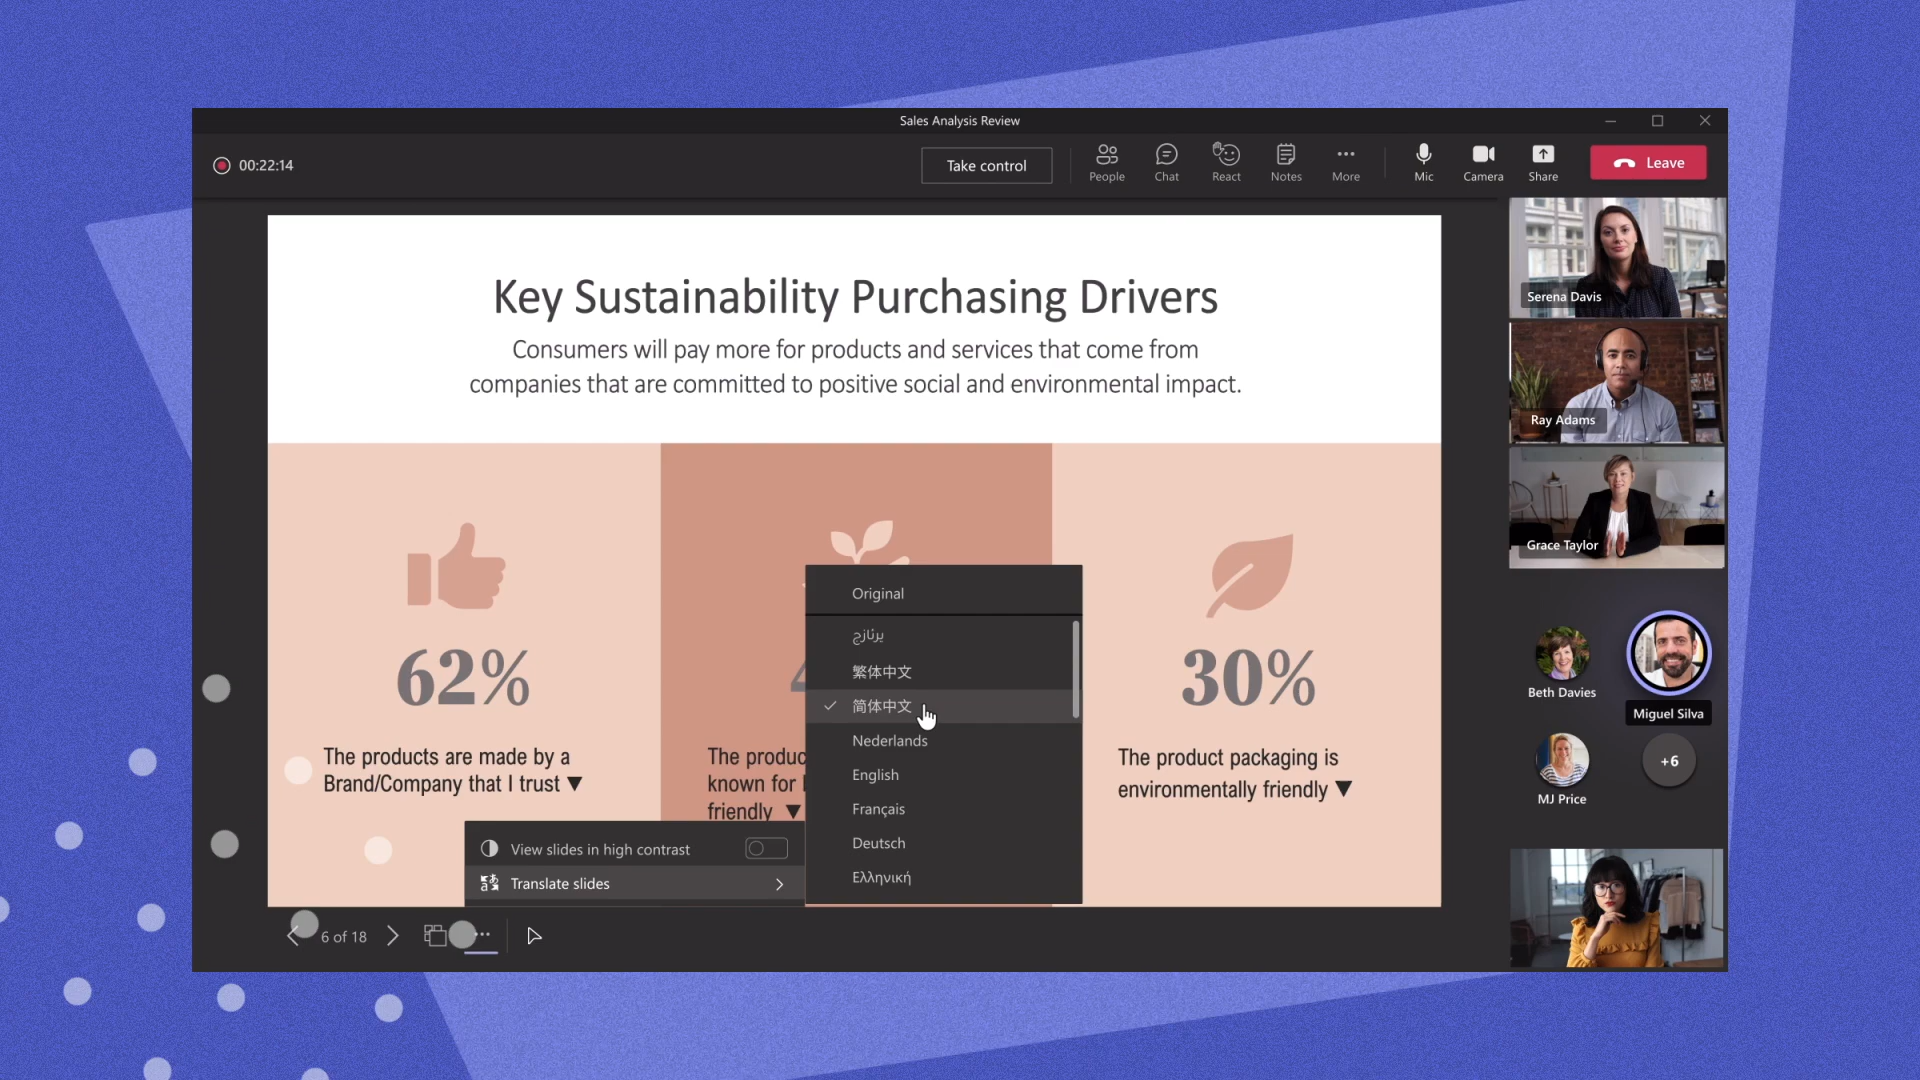 Sales Analysis Review
00:22:14
Take control
People
Chat
React
Notes
More
Mic
Camera
Share
Leave
Key Sustainability Purchasing Drivers
Consumers will pay more for products and services that come from
companies that are committed to positive social and environmental impact.
62%
The products are made by a
Brand/Company that I trust ▼
The produc
known for
friendly ▼
30%
The product packaging is
environmentally friendly ▼
Original
繁体中文
简体中文
Nederlands
English
Français
Deutsch
Ελληνική
View slides in high contrast
Translate slides
6 of 18
Serena Davis
Ray Adams
Grace Taylor
Beth Davies
Miguel Silva
MJ Price
+6